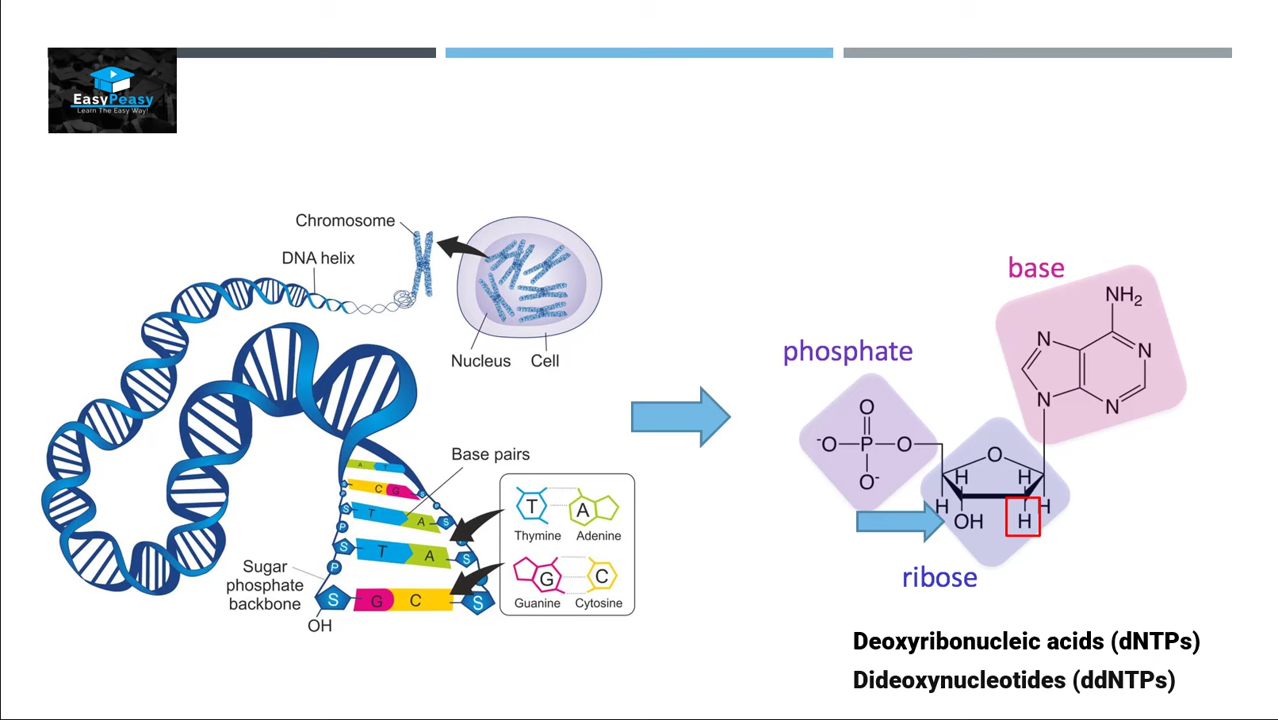 EasyPeasy
Learn The Easy Way!
Chromosome
DNA helix
Nucleus
Cell
Base pairs
A T
C G
T A
T A
G C
S
P
S
P
S
P
S
S
S
S
OH
Sugar
phosphate
backbone
T A
Thymine Adenine
G C
Guanine Cytosine
base
NH2
N
N
N
N
phosphate
O
-O P O
O-
O
H H
H H
OH H
ribose
Deoxyribonucleic acids (dNTPs)
Dideoxynucleotides (ddNTPs)